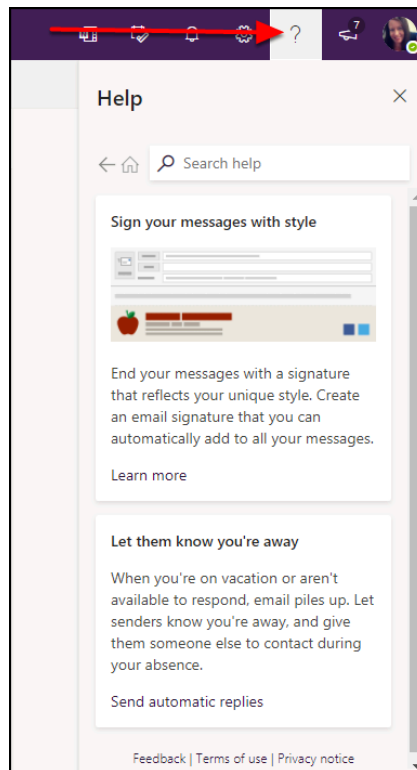 ?
7
Help
Search help
Sign your messages with style
End your messages with a signature
that reflects your unique style. Create
an email signature that you can
automatically add to all your messages.
Learn more
Let them know you're away
When you're on vacation or aren't
available to respond, email piles up. Let
senders know you're away, and give
them someone else to contact during
your absence.
Send automatic replies
Feedback | Terms of use | Privacy notice